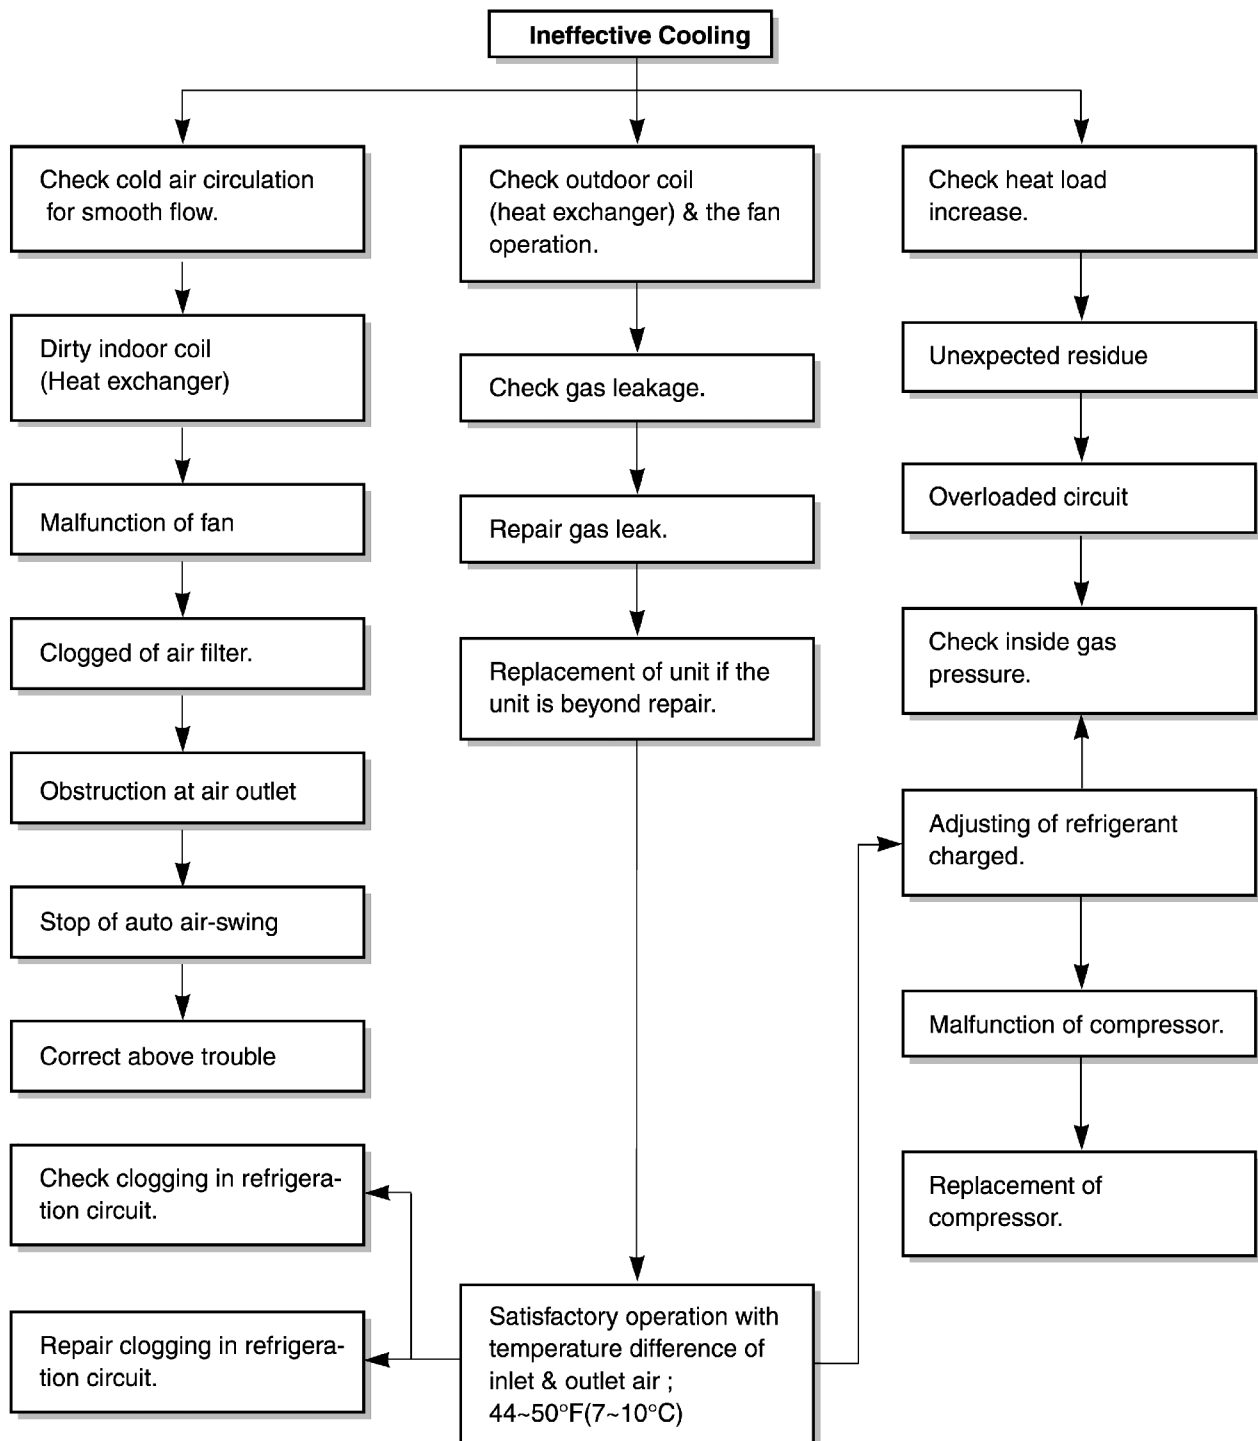 Ineffective Cooling
Check cold air circulation
for smooth flow.
Dirty indoor coil
(Heat exchanger)
Malfunction of fan
Clogged of air filter.
Obstruction at air outlet
Stop of auto air-swing
Correct above trouble
Check clogging in refrigera-
tion circuit.
Repair clogging in refrigera-
tion circuit.
Check outdoor coil
(heat exchanger) & the fan
operation.
Check gas leakage.
Repair gas leak.
Replacement of unit if the
unit is beyond repair.
Satisfactory operation with
temperature difference of
inlet & outlet air ;
44~50°F(7~10°C)
Check heat load
increase.
Unexpected residue
Overloaded circuit
Check inside gas
pressure.
Adjusting of refrigerant
charged.
Malfunction of compressor.
Replacement of
compressor.